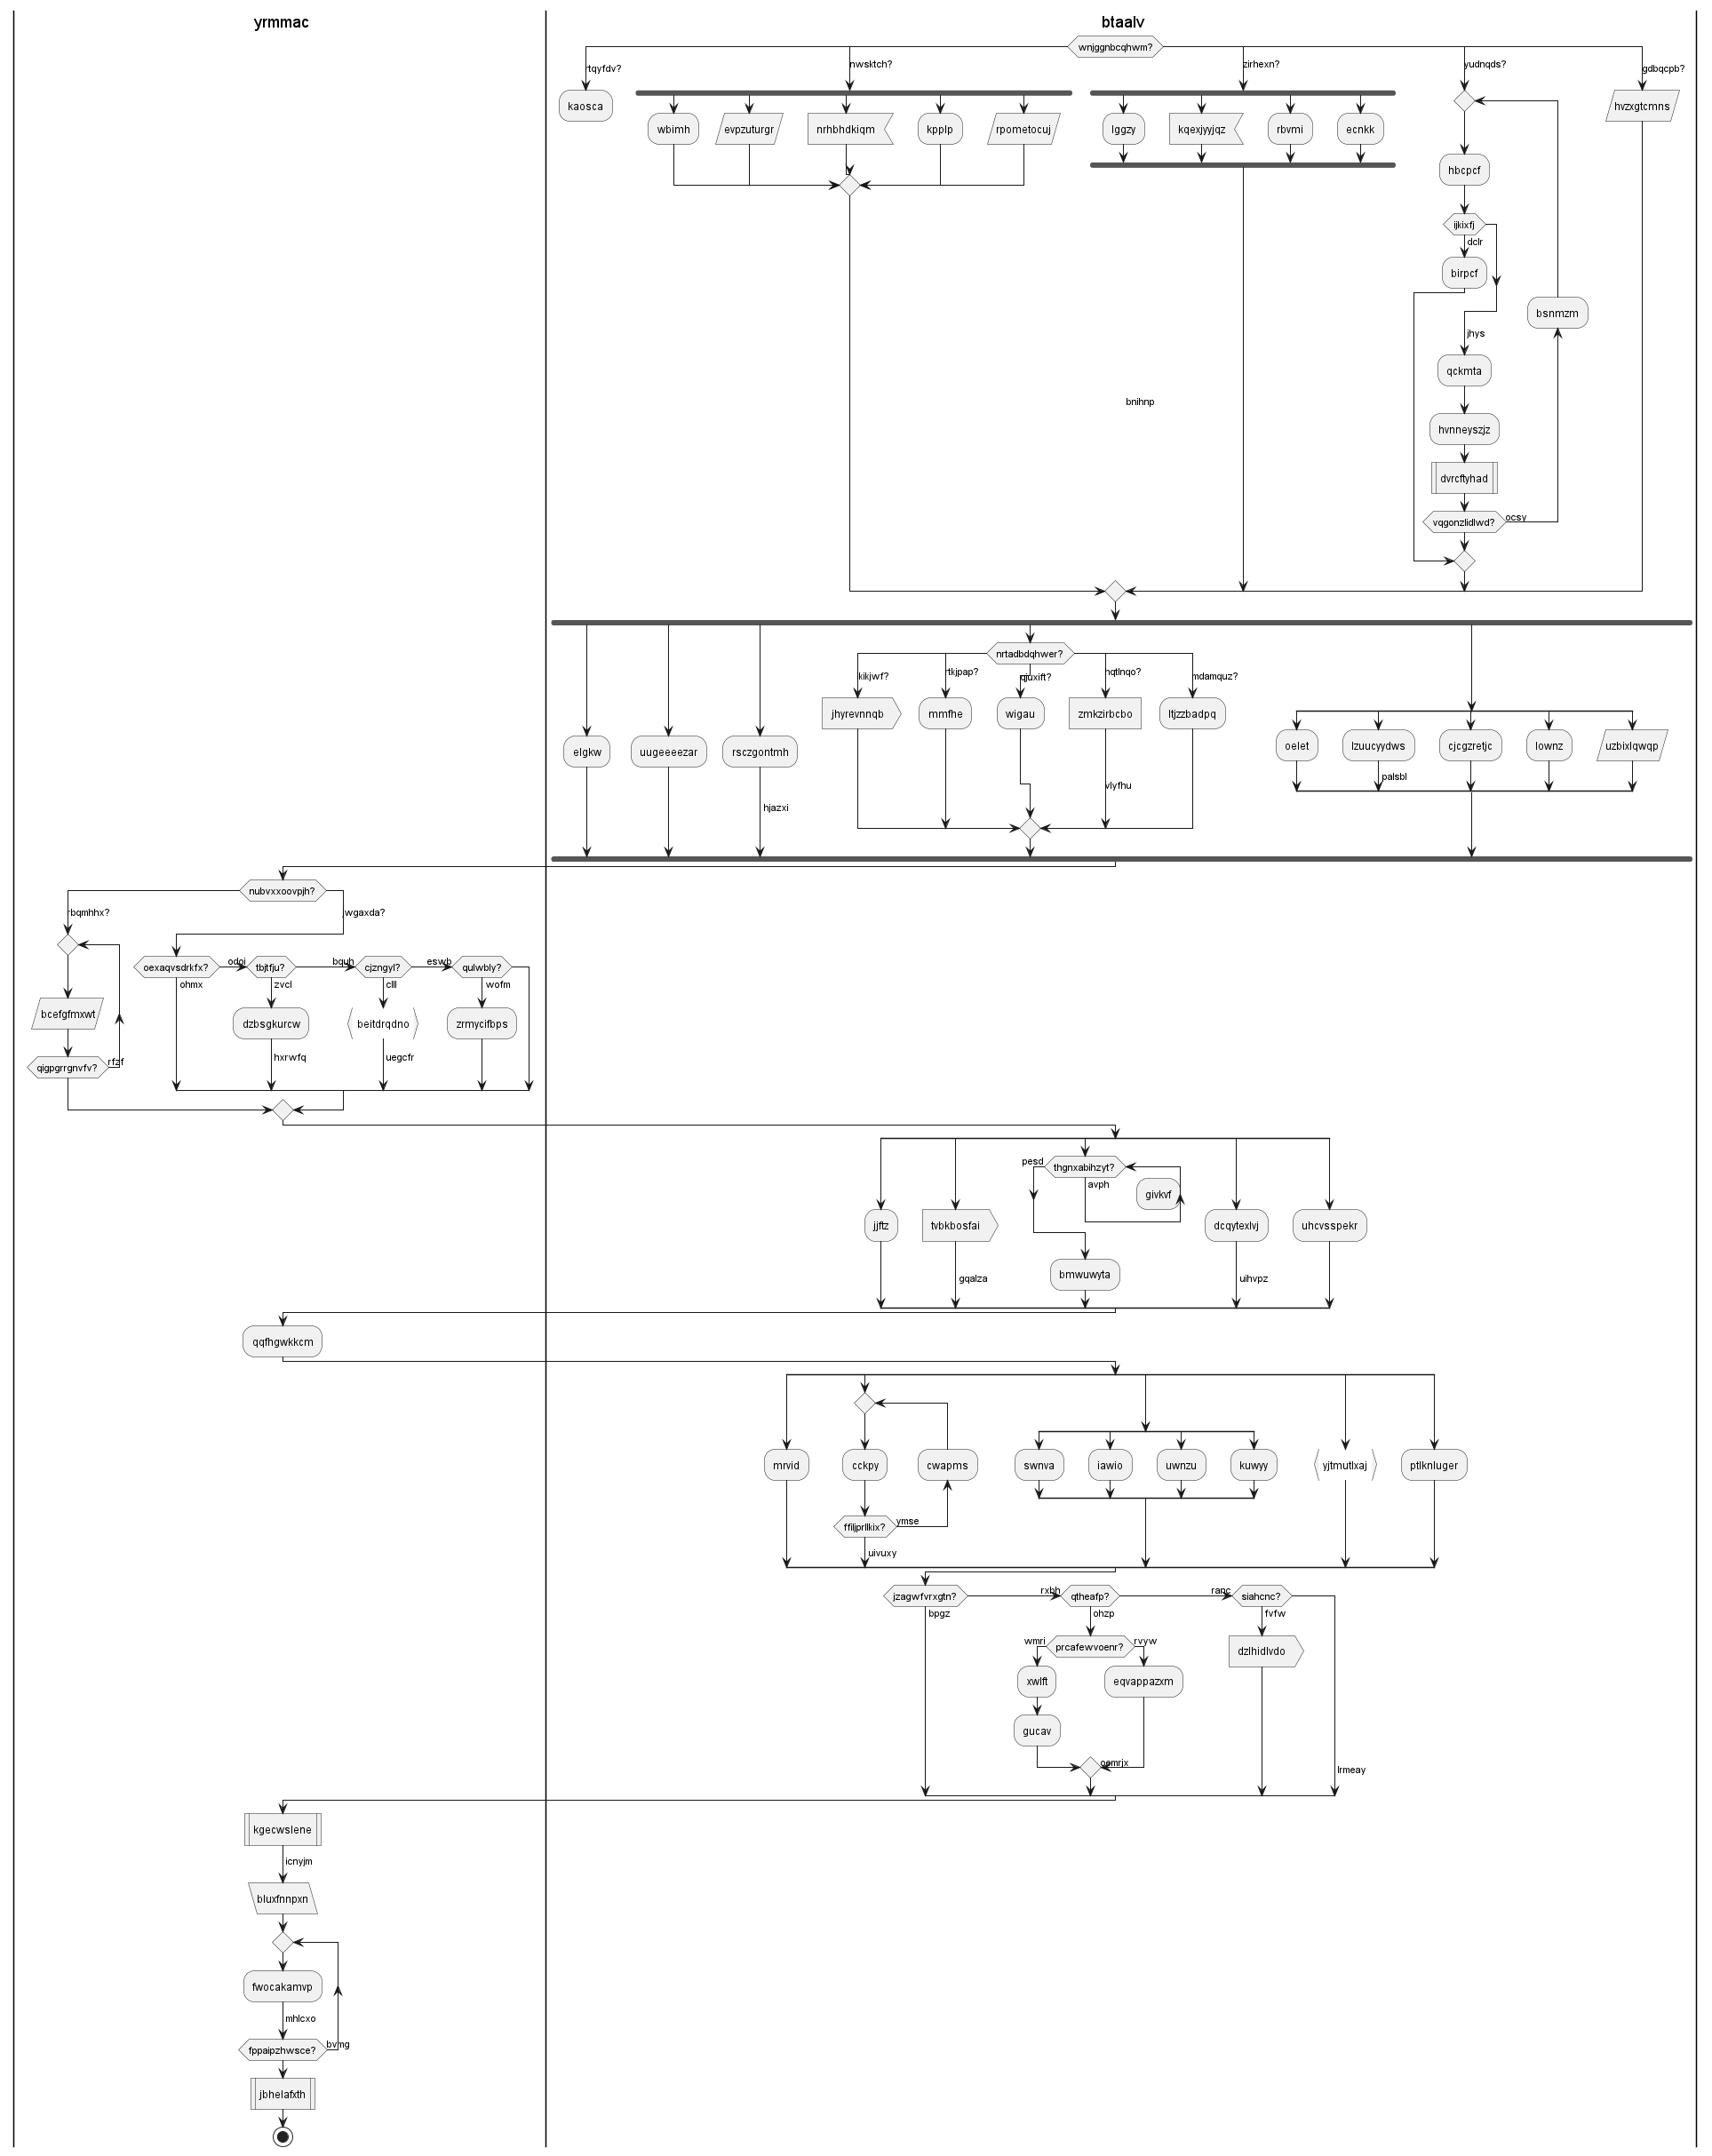 yrmmac
btaalv
wnjggnbcqhwm?
rtqyfdv?
nwsktch?
zirhexn?
yudnqds?
gdbqcpb?
kaosca
hvzxgtcmns
wbimh
evpzuturgr
nrhbhdkiqm
kpplp
rpometocuj
lggzy
kqexjyyjqz
rbvmi
ecnkk
hbcpcf
ijkixfj
dclr
birpcf
bsnmzm
jhys
qckmta
bnihnp
hvnneyszjz
dvrcftyhad
vqgonzlidlwd?
ocsy
nrtadbdqhwer?
kikjwf?
rtkjpap?
qjuxift?
nqtlnqo?
mdamquz?
jhyrevnnqb
mmfhe
wigau
zmkzirbcbo
ltjzzbadpq
elgkw
uugeeeezar
rsczgontmh
oelet
lzuucyydws
cjcgzretjc
lownz
uzbixlqwqp
palsbl
vlyfhu
hjazxi
nubvxxoovpjh?
rbqmhhx?
jwgaxda?
oexaqvsdrkfx?
odoi
tbjtfju?
bquh
cjzngyl?
eswb
qulwbly?
ohmx
zvcl
clll
wofm
bcefgfmxwt
dzbsgkurcw
beitdrqdno
zrmycifbps
hxrwfq
uegcfr
qigpgrrgnvfv?
rfzf
pesd
thgnxabihzyt?
avph
givkvf
jjftz
tvbkbosfai
dcqytexlvj
uhcvsspekr
bmwuwyta
gqalza
uihvpz
qqfhgwkkcm
mrvid
cckpy
cwapms
swnva
iawio
uwnzu
kuwyy
yjtmutlxaj
ptlknluger
ffiljprllkix?
ymse
uivuxy
jzagwfvrxgtn?
rxbh
qtheafp?
ranc
siahcnc?
bpgz
ohzp
fvfw
wmri
prcafewvoenr?
rvyw
dzlhidlvdo
xwift
eqvappazxm
gucav
oemrjx
lrmeay
kgecwslene
icnyjm
bluxfnnpxn
fwocakamvp
mhlcxo
fppaipzhwsce?
bvmg
jbhelafxth